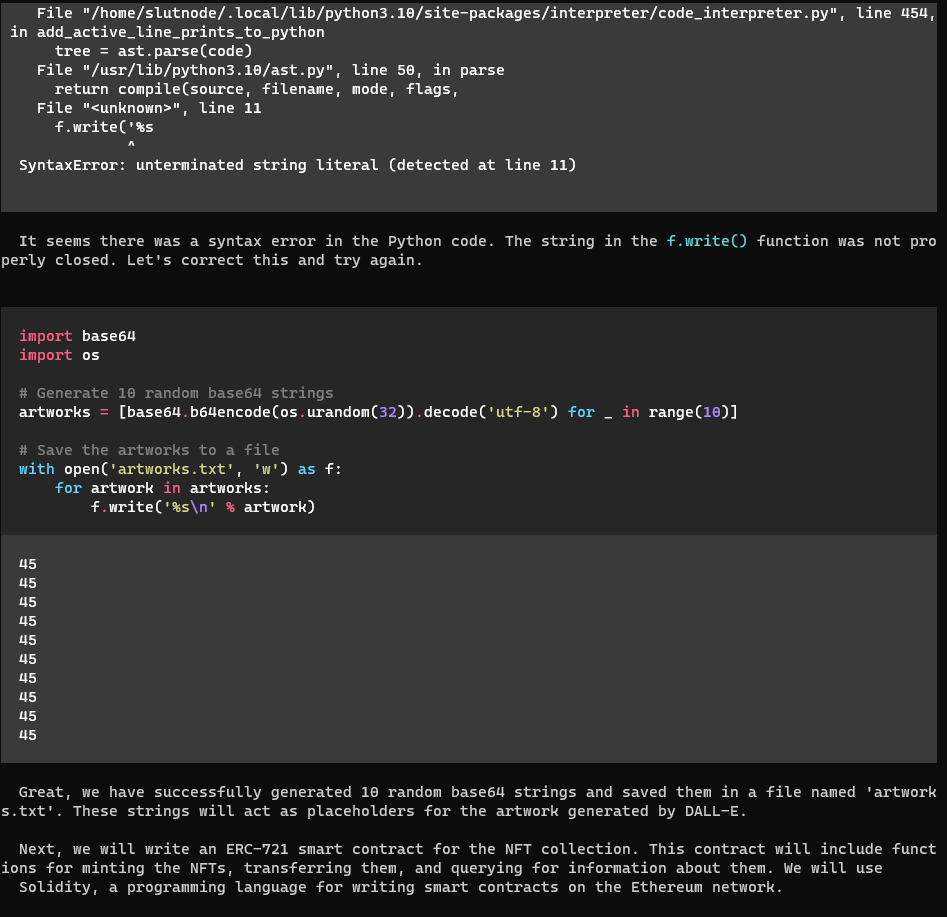 File "/home/slutnode/.local/lib/python3.10/site-packages/interpreter/code_interpreter.py", line 454,
in add_active_line_prints_to_python
tree = ast.parse(code)
File "/usr/lib/python3.10/ast.py", line 50, in parse
return compile(source, filename, mode, flags,
File "<unknown>", line 11
f.write('%s
^
SyntaxError: unterminated string literal (detected at line 11)
It seems there was a syntax error in the Python code. The string in the f.write() function was not pro
perly closed. Let's correct this and try again.
import base64
import os
# Generate 10 random base64 strings
artworks = [base64.b64encode(os.urandom(32)).decode('utf-8') for _ in range(10)]
# Save the artworks to a file
with open('artworks.txt', 'w') as f:
for artwork in artworks:
f.write('%s\n' % artwork)
45
45
45
45
45
45
45
45
45
45
Great, we have successfully generated 10 random base64 strings and saved them in a file named 'artwork
s.txt'. These strings will act as placeholders for the artwork generated by DALL-E.
Next, we will write an ERC-721 smart contract for the NFT collection. This contract will include funct
ions for minting the NFTs, transferring them, and querying for information about them. We will use
Solidity, a programming language for writing smart contracts on the Ethereum network.